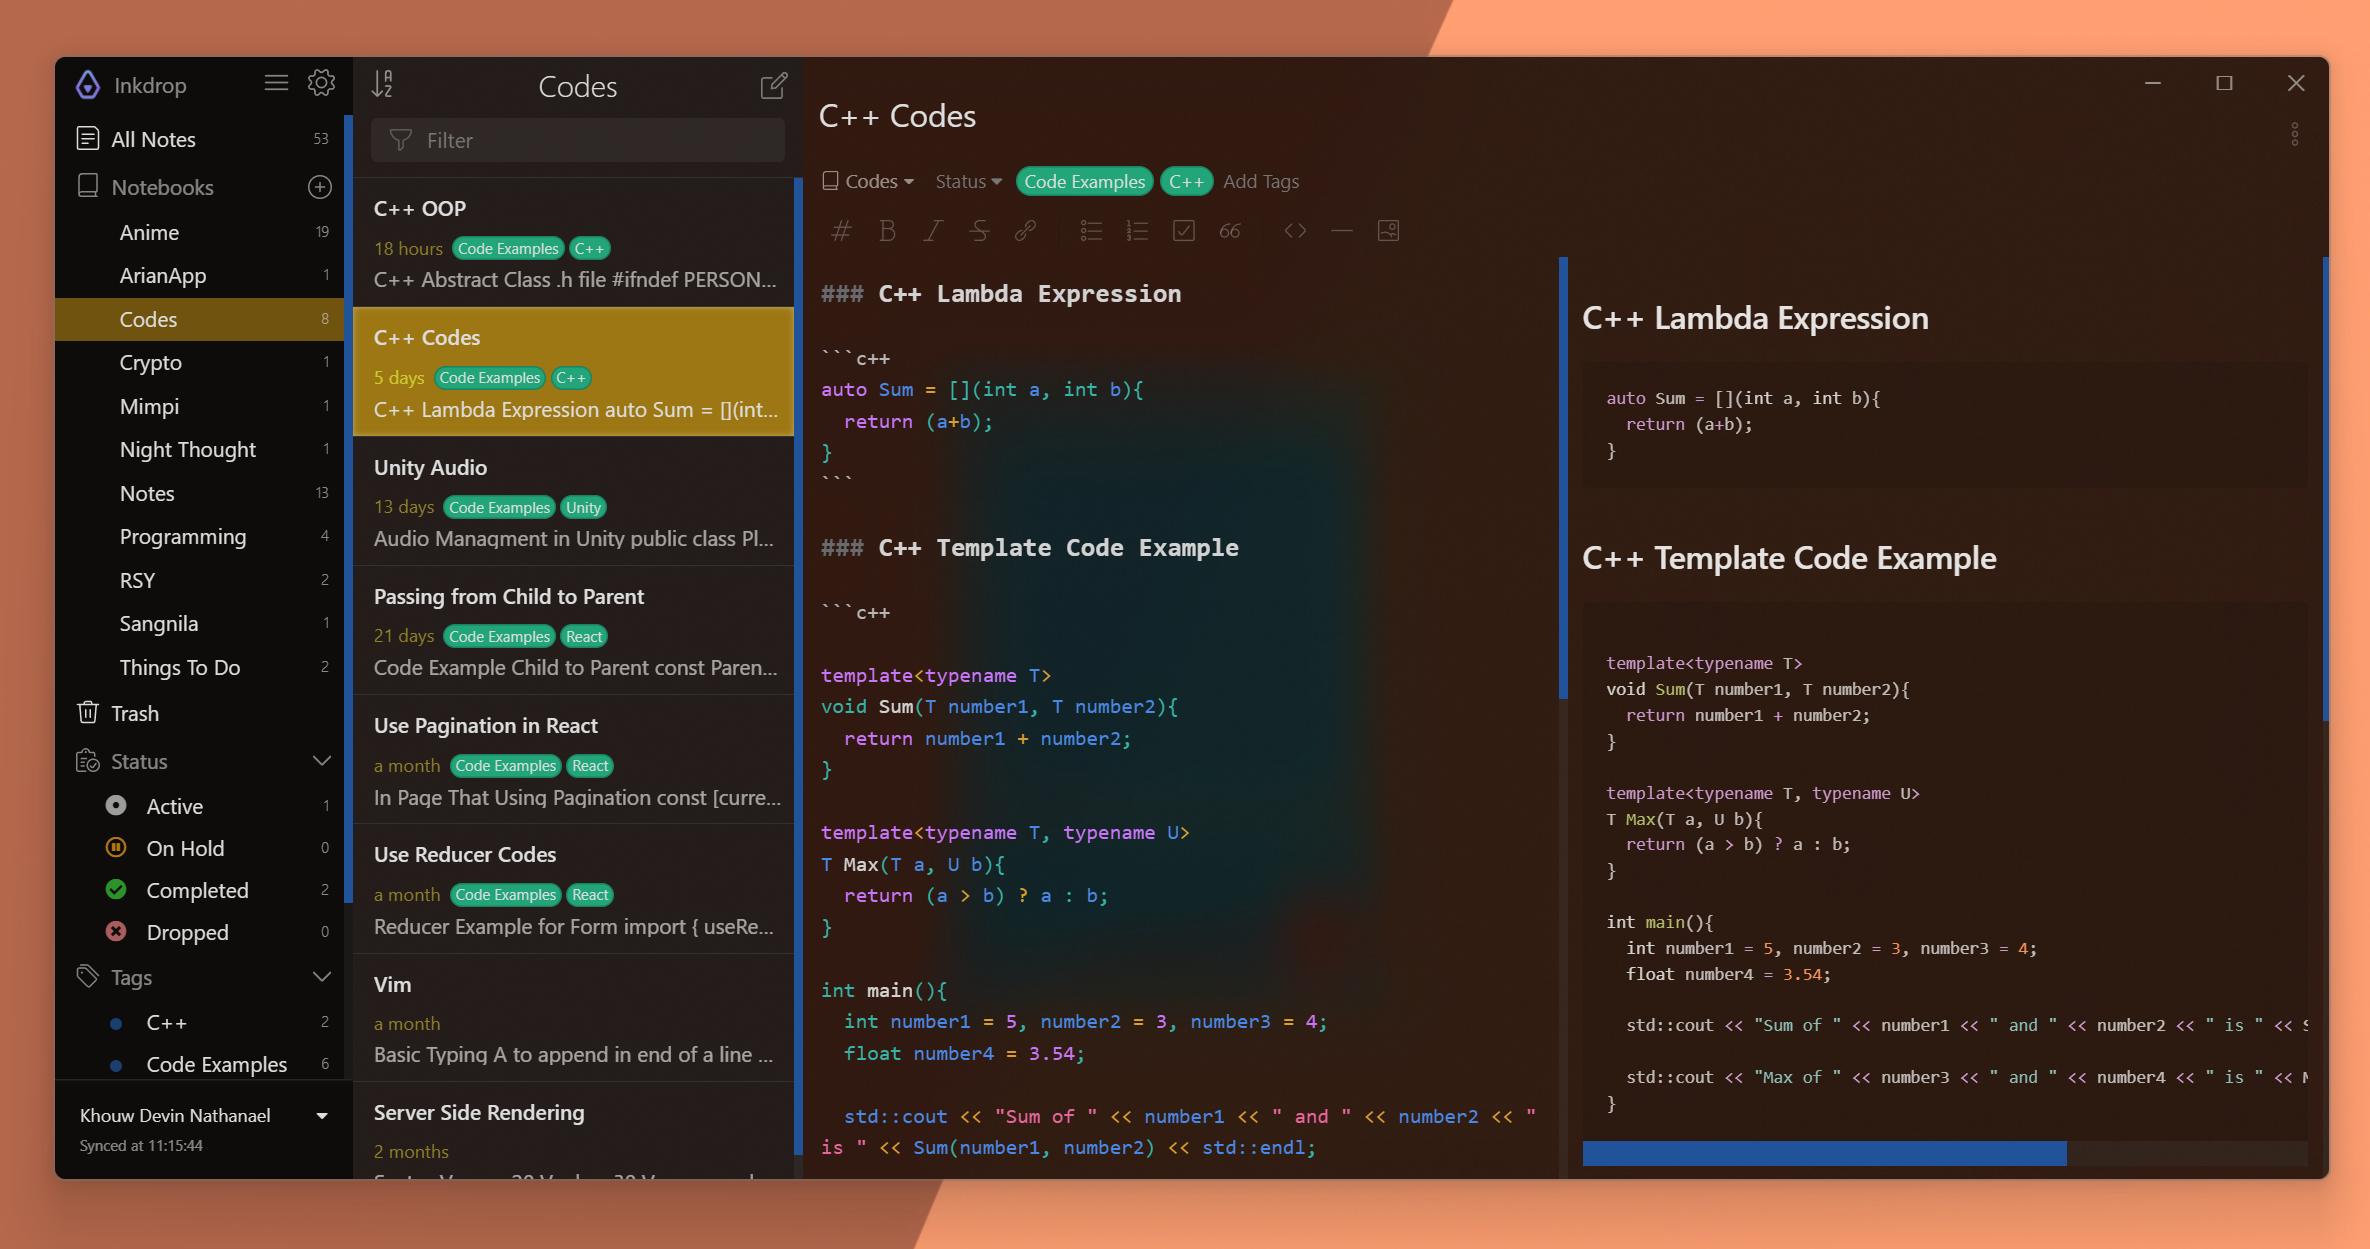 Inkdrop
All Notes 53
Notebooks
Anime 19
ArianApp 1
Codes 8
Crypto 1
Mimpi 1
Night Thought 1
Notes 13
Programming 4
RSY 2
Sangnila 1
Things To Do 2
Trash
Status
Active 1
On Hold 0
Completed 2
Dropped 0
Tags
C++ 2
Code Examples 6
Khouw Devin Nathanael
Synced at 11:15:44
Codes
Filter
C++ OOP
18 hours Code Examples C++
C++ Abstract Class .h file #ifndef PERSON...
C++ Codes
5 days Code Examples C++
C++ Lambda Expression auto Sum = [](int...
Unity Audio
13 days Code Examples Unity
Audio Managment in Unity public class Pl...
Passing from Child to Parent
21 days Code Examples React
Code Example Child to Parent const Paren...
Use Pagination in React
a month Code Examples React
In Page That Using Pagination const [curre...
Use Reducer Codes
a month Code Examples React
Reducer Example for Form import { useRe...
Vim
a month
Basic Typing A to append in end of a line ...
Server Side Rendering
2 months
C++ Codes
Codes Status Code Examples C++ Add Tags
### C++ Lambda Expression
```c++
auto Sum = [](int a, int b){
  return (a+b);
}
```
### C++ Template Code Example
```c++
template<typename T>
void Sum(T number1, T number2){
  return number1 + number2;
}
template<typename T, typename U>
T Max(T a, U b){
  return (a > b) ? a : b;
}
int main(){
  int number1 = 5, number2 = 3, number3 = 4;
  float number4 = 3.54;
  std::cout << "Sum of " << number1 << " and " << number2 << "
is " << Sum(number1, number2) << std::endl;
C++ Lambda Expression
auto Sum = [](int a, int b){
  return (a+b);
}
C++ Template Code Example
template<typename T>
void Sum(T number1, T number2){
  return number1 + number2;
}
template<typename T, typename U>
T Max(T a, U b){
  return (a > b) ? a : b;
}
int main(){
  int number1 = 5, number2 = 3, number3 = 4;
  float number4 = 3.54;
  std::cout << "Sum of " << number1 << " and " << number2 << " is " << S
  std::cout << "Max of " << number3 << " and " << number4 << " is " << M
}